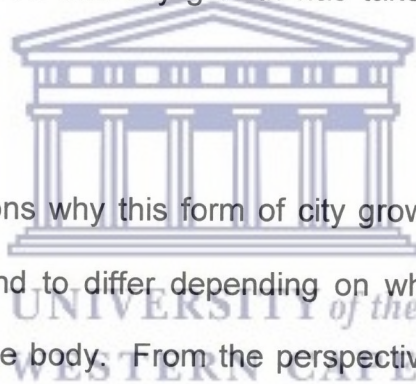 ons why this form of city grow
nd to differ depending on wh
UNIVERSITY of the
e body. From the perspectiv
WESTERN CAPE